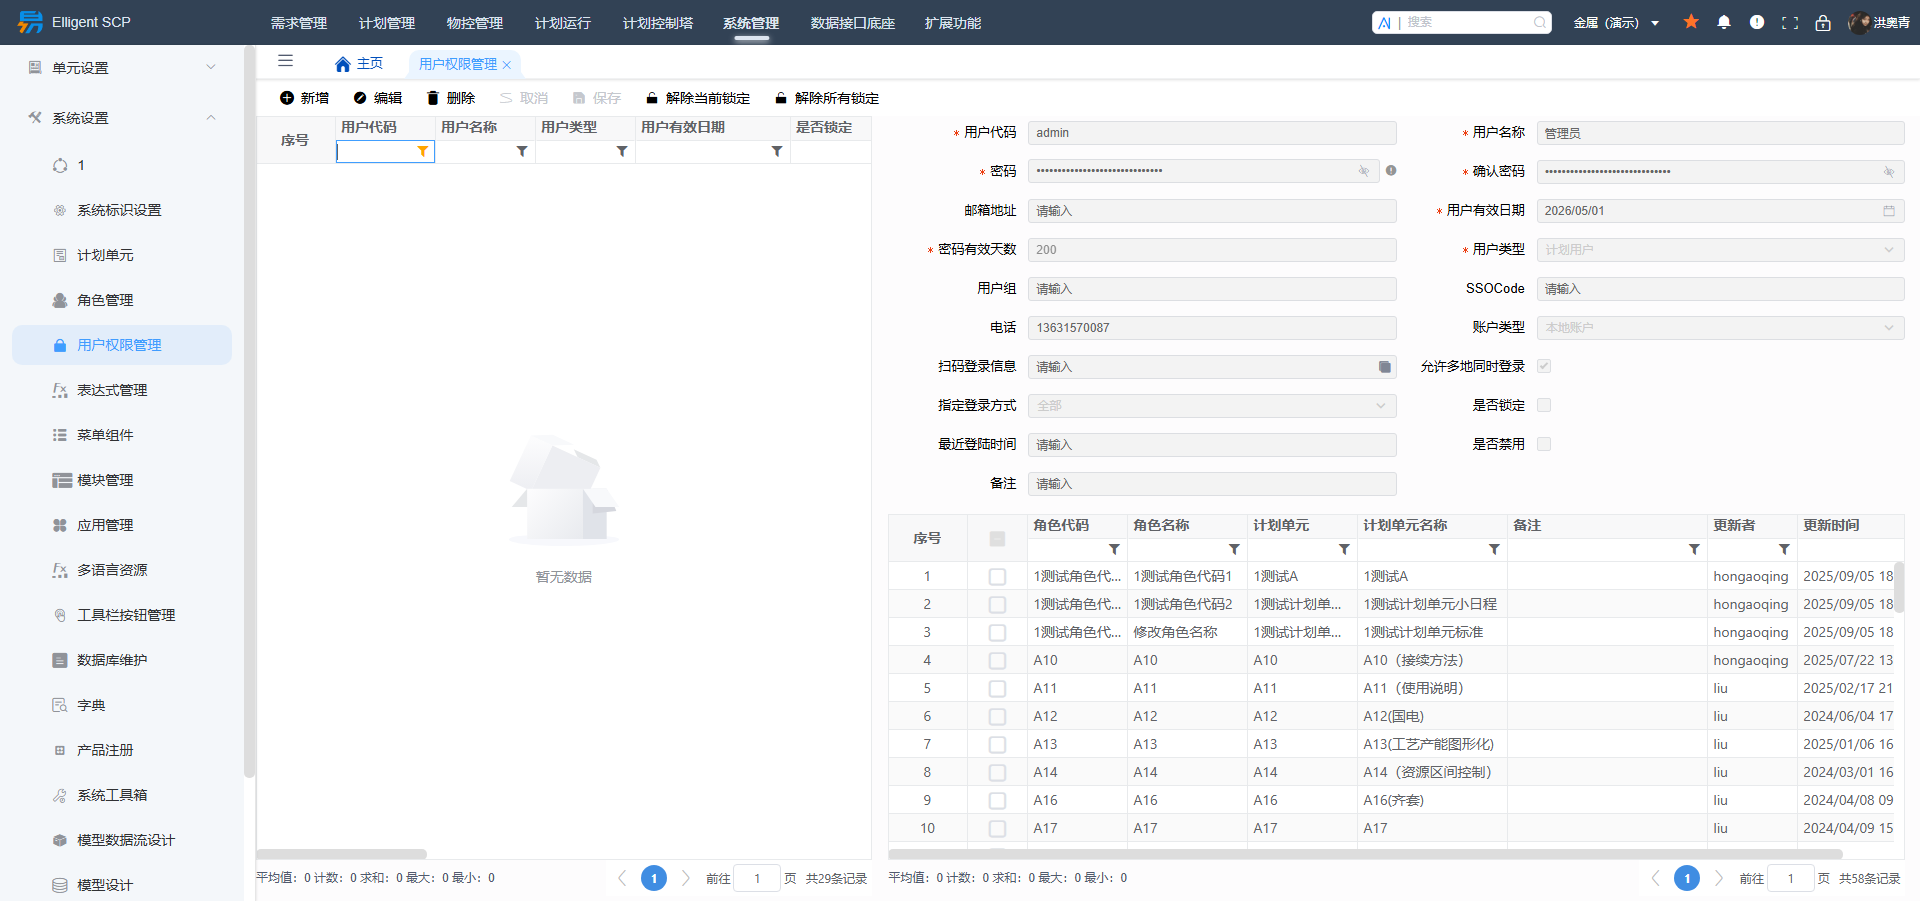 Elligent SCP
需求管理 计划管理 物控管理 计划运行 计划控制塔 系统管理 数据接口底座 扩展功能
搜索
金属（演示）
洪奥青
单元设置
系统设置
1
系统标识设置
计划单元
角色管理
用户权限管理
表达式管理
菜单组件
模块管理
应用管理
多语言资源
工具栏按钮管理
数据库维护
字典
产品注册
系统工具箱
模型数据流设计
模型设计
主页 用户权限管理
新增 编辑 删除 取消 保存 解除当前锁定 解除所有锁定
序号 用户代码 用户名称 用户类型 用户有效日期 是否锁定
暂无数据
平均值：0 计数：0 求和：0 最大：0 最小：0
1 前往 1 页 共29条记录
* 用户代码 admin * 用户名称 管理员
* 密码 •••••••••••••••••••••••••••••• * 确认密码 ••••••••••••••••••••••••••••••
邮箱地址 请输入 * 用户有效日期 2026/05/01
* 密码有效天数 200 * 用户类型 计划用户
用户组 请输入 SSOCode 请输入
电话 13631570087 账户类型 本地账户
扫码登录信息 请输入 允许多地同时登录
指定登录方式 全部 是否锁定
最近登陆时间 请输入 是否禁用
备注 请输入
序号 角色代码 角色名称 计划单元 计划单元名称 备注 更新者 更新时间
1 1测试角色代... 1测试角色代码1 1测试A 1测试A hongaoqing 2025/09/05 18
2 1测试角色代... 1测试角色代码2 1测试计划单... 1测试计划单元小日程 hongaoqing 2025/09/05 18
3 1测试角色代... 修改角色名称 1测试计划单... 1测试计划单元标准 hongaoqing 2025/09/05 18
4 A10 A10 A10 A10（接续方法） hongaoqing 2025/07/22 13
5 A11 A11 A11 A11（使用说明） liu 2025/02/17 21
6 A12 A12 A12 A12(国电) liu 2024/06/04 17
7 A13 A13 A13 A13(工艺产能图形化) liu 2025/01/06 16
8 A14 A14 A14 A14（资源区间控制） liu 2024/03/01 16
9 A16 A16 A16 A16(齐套) liu 2024/04/08 09
10 A17 A17 A17 A17 liu 2024/04/09 15
平均值：0 计数：0 求和：0 最大：0 最小：0
1 前往 1 页 共58条记录